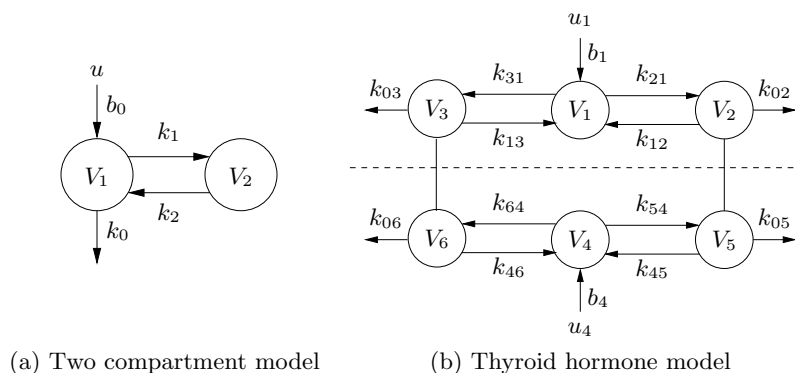 u
b₀
k₁
V₁
V₂
k₂
k₀
(a) Two compartment model
u₁
b₁
k₀₃
k₃₁
k₂₁
k₀₂
V₃
V₁
V₂
k₁₃
k₁₂
k₆₄
k₅₄
k₀₆
k₀₅
V₆
V₄
V₅
k₄₆
k₄₅
b₄
u₄
(b) Thyroid hormone model